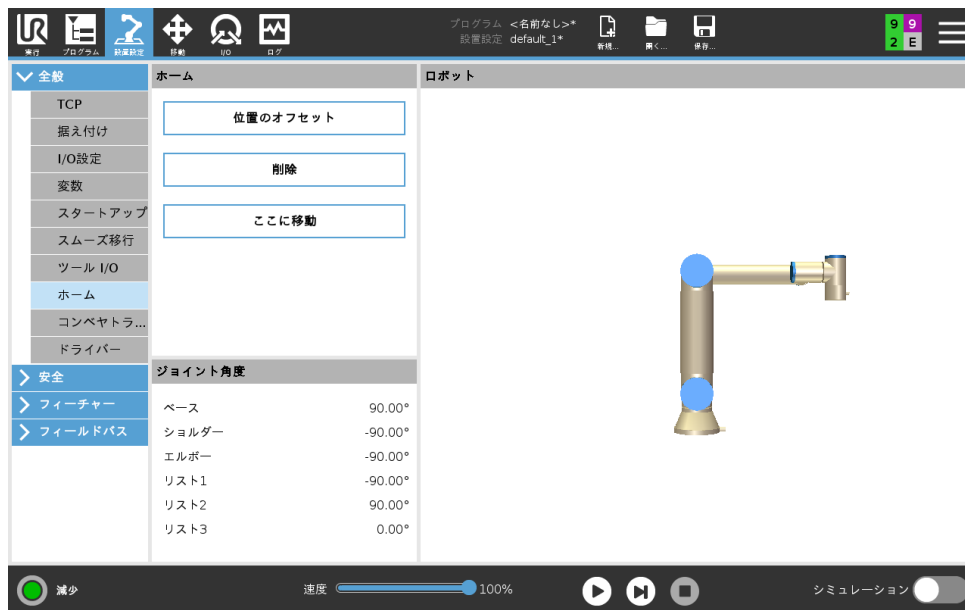 UR
プログラム <名前なし>*
設置設定 default_1*
9 9
2 E
実行 プログラム 設置設定 移動 I/O ログ 新規... 開く... 保存...
全般
TCP
据え付け
I/O設定
変数
スタートアップ
スムーズ移行
ツール I/O
ホーム
コンベヤトラ...
ドライバー
安全
フィーチャー
フィールドバス
ホーム
位置のオフセット
削除
ここに移動
ジョイント角度
ベース 90.00°
ショルダー -90.00°
エルボー -90.00°
リスト1 -90.00°
リスト2 90.00°
リスト3 0.00°
ロボット
減少
速度 100%
シミュレーション